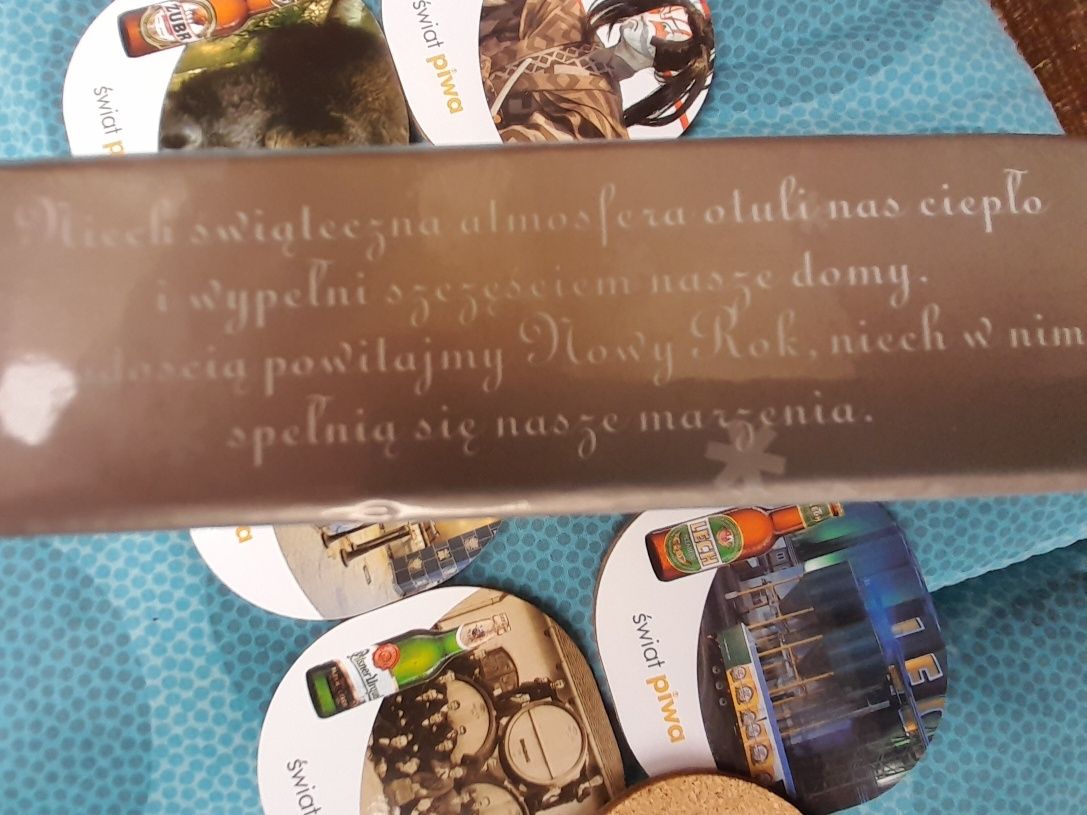 ŻUBR
świat
świat piwa
Niech świąteczna atmosfera otuli nas ciepło
i wypełni szczęściem nasze domy.
powitajmy Nowy Rok, niech w nim
spełnią się nasze marzenia.
LECH
świat piwa
Pilsner Urquell
świat